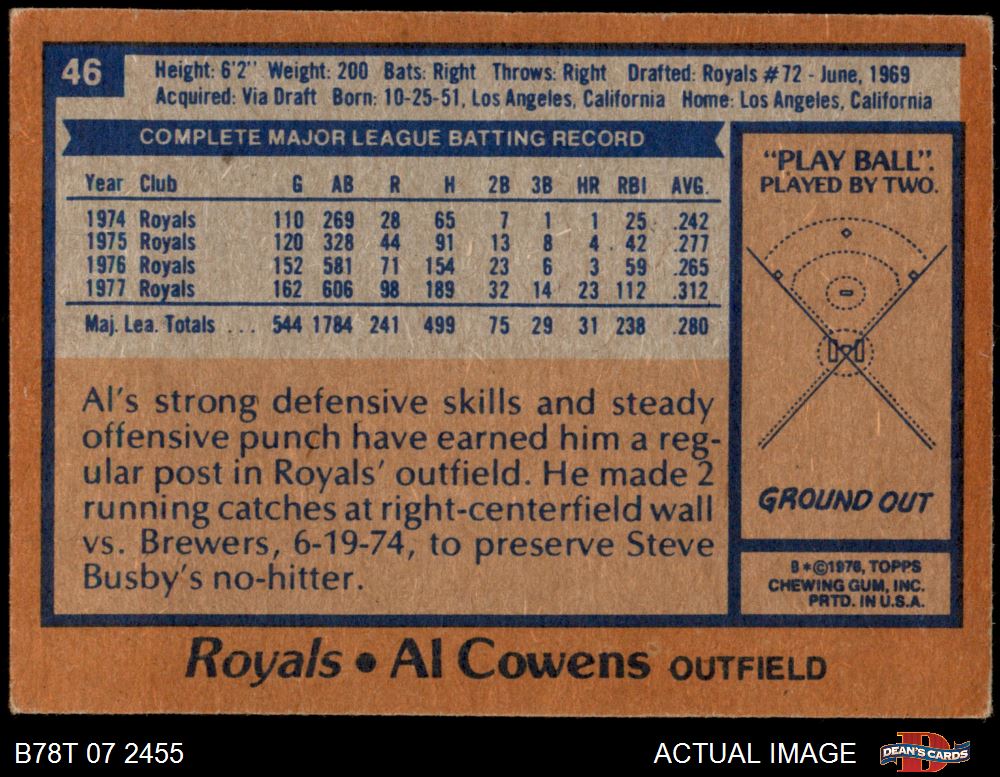 46
Height: 6'2" Weight: 200 Bats: Right Throws: Right Drafted: Royals #72 - June, 1969
Acquired: Via Draft Born: 10-25-51, Los Angeles, California Home: Los Angeles, California
COMPLETE MAJOR LEAGUE BATTING RECORD
Year Club G AB R H 2B 3B HR RBI AVG.
1974 Royals 110 269 28 65 7 1 1 25 .242
1975 Royals 120 328 44 91 13 8 4 42 .277
1976 Royals 152 581 71 154 23 6 3 59 .265
1977 Royals 162 606 98 189 32 14 23 112 .312
Maj. Lea. Totals ... 544 1784 241 499 75 29 31 238 .280
Al's strong defensive skills and steady
offensive punch have earned him a reg-
ular post in Royals' outfield. He made 2
running catches at right-centerfield wall
vs. Brewers, 6-19-74, to preserve Steve
Busby's no-hitter.
"PLAY BALL".
PLAYED BY TWO.
GROUND OUT
B*©1978, TOPPS
CHEWING GUM, INC.
PRTD. IN U.S.A.
Royals • Al Cowens OUTFIELD
B78T 07 2455
ACTUAL IMAGE
DEAN'S CARDS